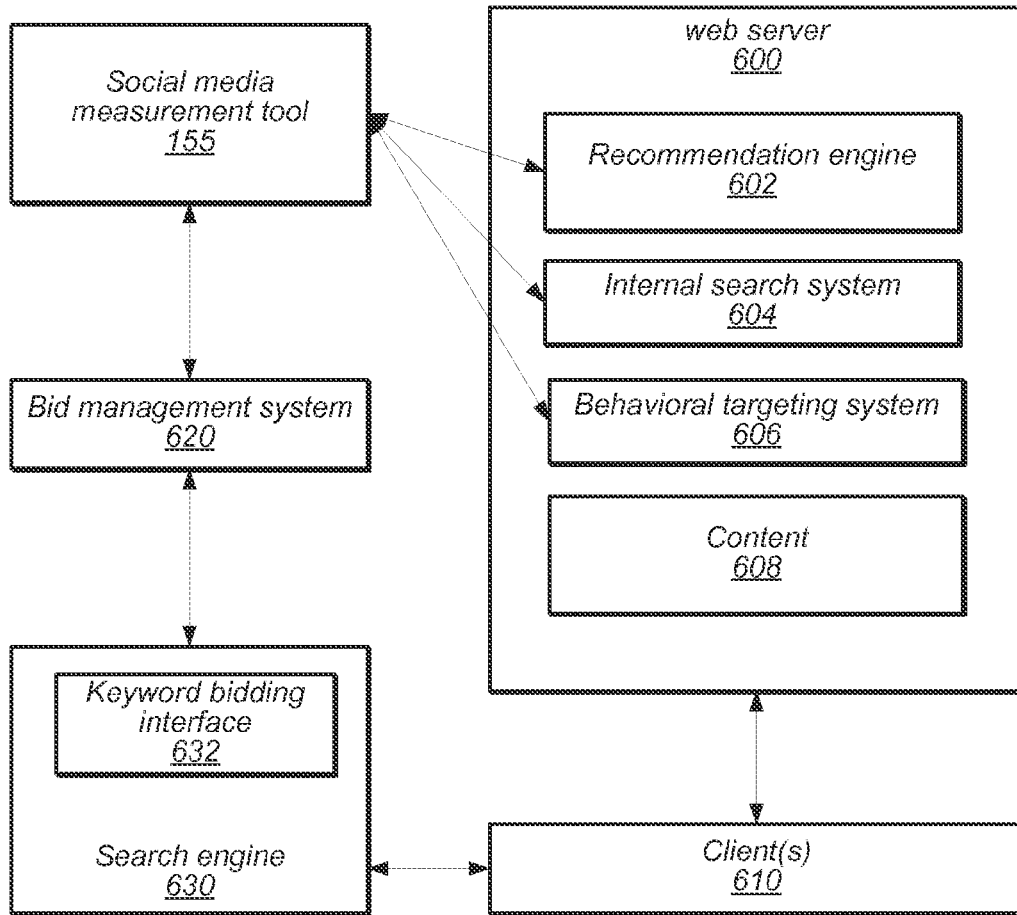 Social media
measurement tool
155
web server
600
Recommendation engine
602
Internal search system
604
Behavioral targeting system
606
Content
608
Bid management system
620
Keyword bidding
interface
632
Search engine
630
Client(s)
610